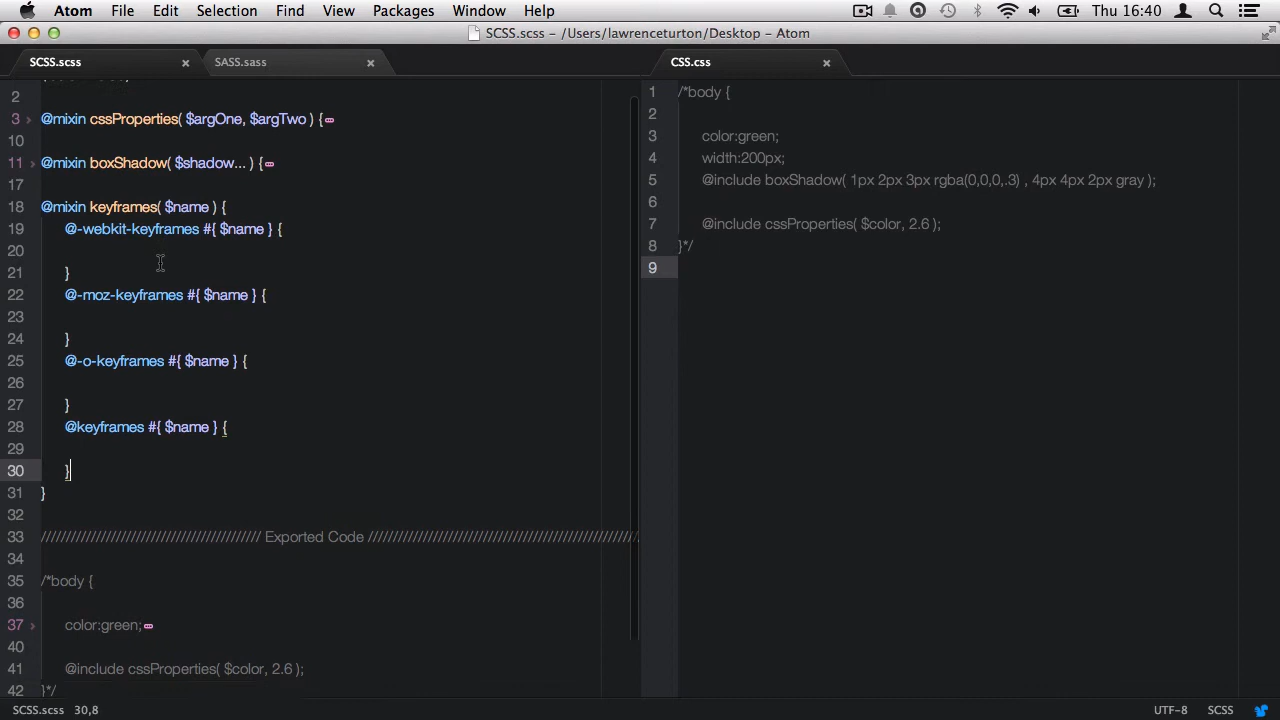 Atom File Edit Selection Find View Packages Window Help Thu 16:40
SCSS.scss – /Users/lawrenceturton/Desktop – Atom
SCSS.scss SASS.sass CSS.css
2
3 @mixin cssProperties( $argOne, $argTwo ) {
10
11 @mixin boxShadow( $shadow... ) {
17
18 @mixin keyframes( $name ) {
19 @-webkit-keyframes #{ $name } {
20
21 }
22 @-moz-keyframes #{ $name } {
23
24 }
25 @-o-keyframes #{ $name } {
26
27 }
28 @keyframes #{ $name } {
29
30 }
31 }
32
33 //////////////////////////////////////////// Exported Code //////////////////////////////////////////////////////
34
35 /*body {
36
37 color:green;
40
41 @include cssProperties( $color, 2.6 );
42 }*/
1 /*body {
2
3 color:green;
4 width:200px;
5 @include boxShadow( 1px 2px 3px rgba(0,0,0,.3) , 4px 4px 2px gray );
6
7 @include cssProperties( $color, 2.6 );
8 }*/
9
SCSS.scss 30,8 UTF-8 SCSS